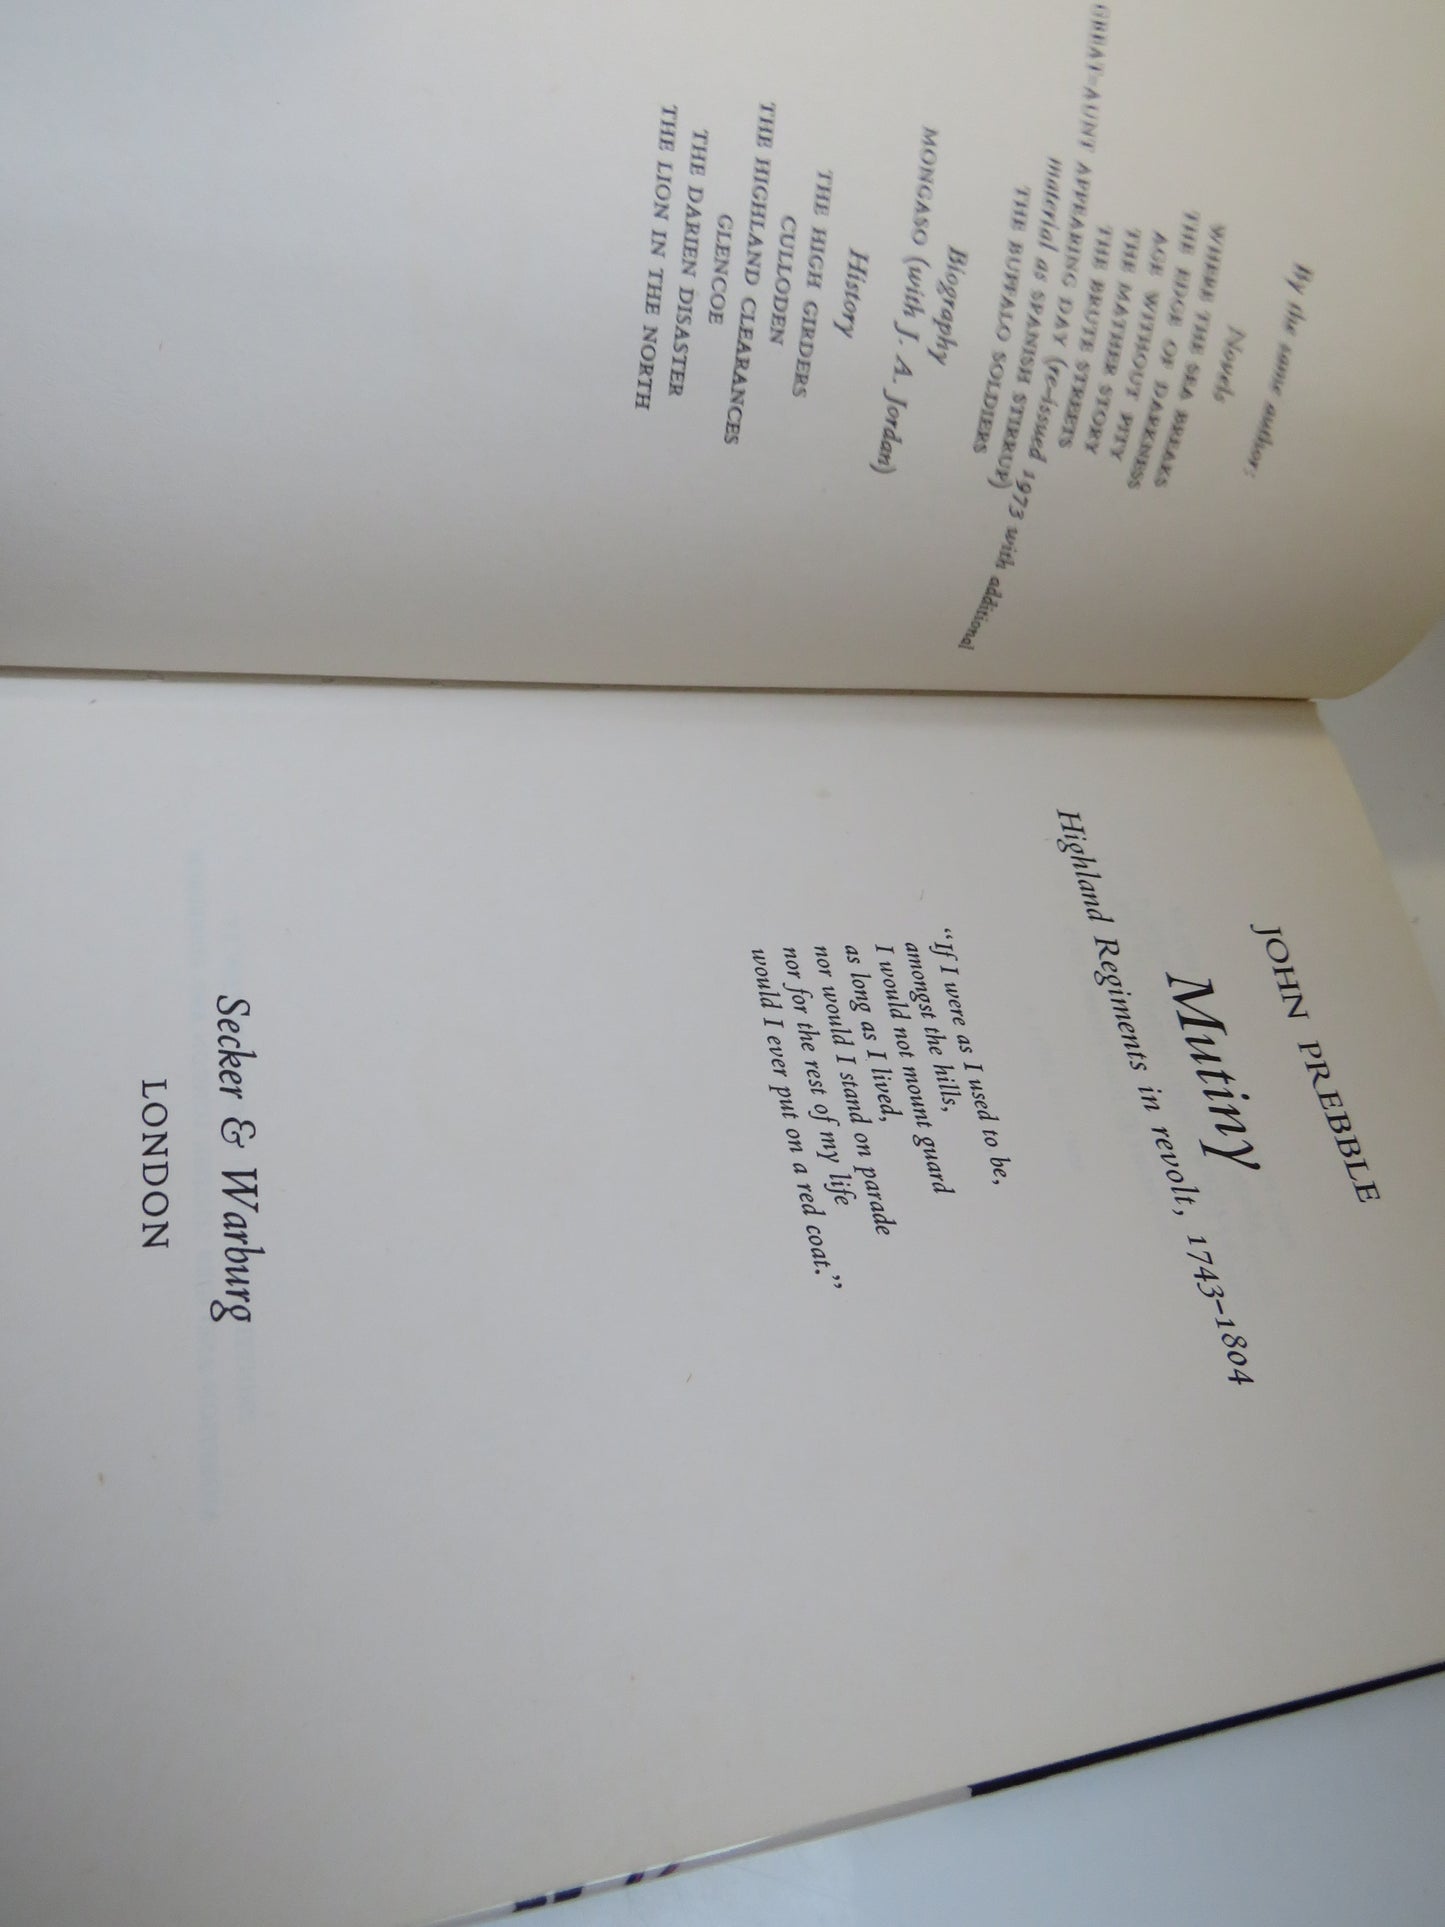 By the same author:
Novels
WHERE THE SEA BREAKS
THE EDGE OF DARKNESS
AGE WITHOUT PITY
THE MATHER STORY
THE BRUTE STREETS
GREAT-AUNT APPEARING DAY (re-issued 1973 with additional
material as SPANISH STIRRUP)
THE BUFFALO SOLDIERS
Biography
MONGASO (with J. A. Jordan)
History
THE HIGH GIRDERS
CULLODEN
THE HIGHLAND CLEARANCES
GLENCOE
THE DARIEN DISASTER
THE LION IN THE NORTH
JOHN PREBBLE
Mutiny
Highland Regiments in revolt, 1743–1804
“If I were as I used to be,
amongst the hills,
I would not mount guard
as long as I lived,
nor would I stand on parade
nor for the rest of my life
would I ever put on a red coat.”
Secker & Warburg
LONDON